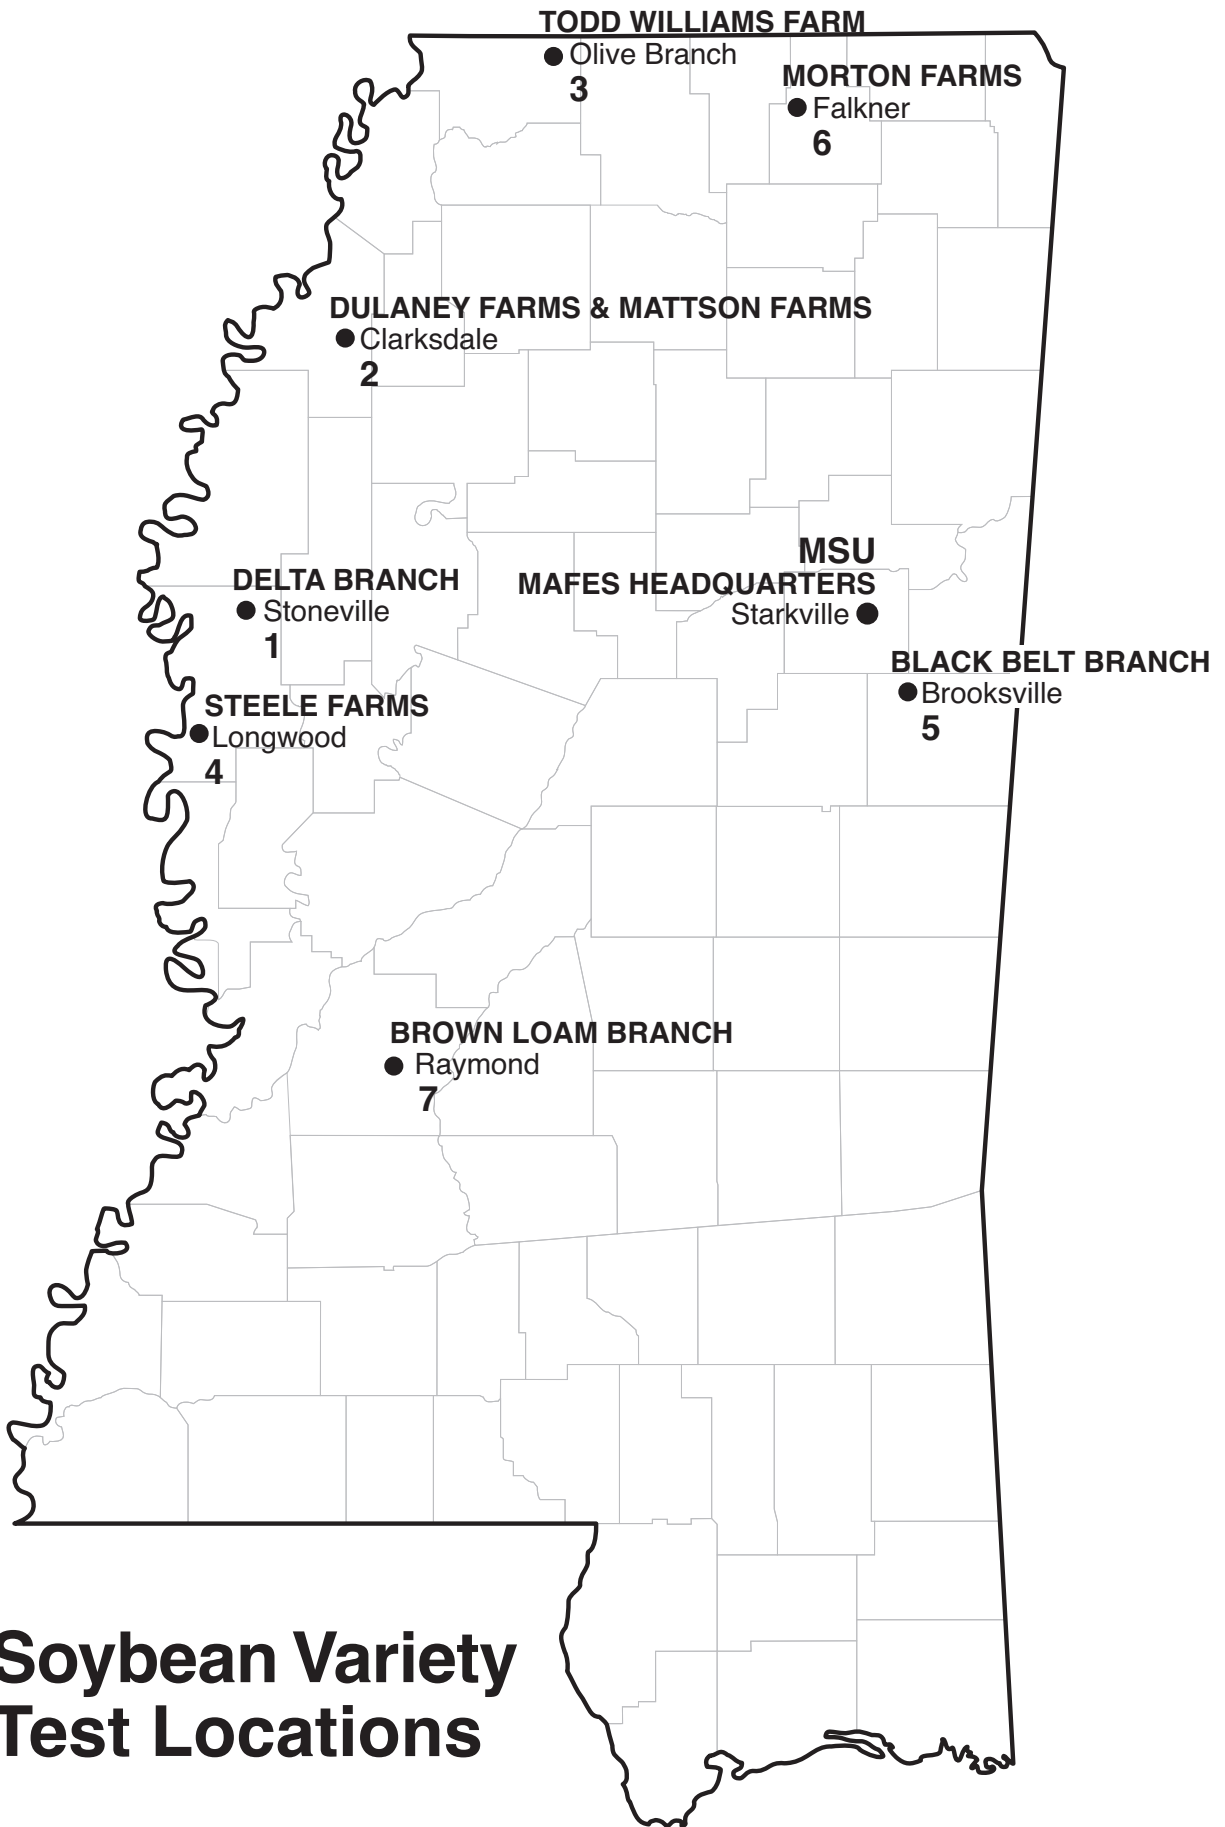 TODD WILLIAMS FARM
Olive Branch
3
MORTON FARMS
Falkner
6
DULANEY FARMS & MATTSON FARMS
Clarksdale
2
MSU
MAFES HEADQUARTERS
Starkville
DELTA BRANCH
Stoneville
1
BLACK BELT BRANCH
Brooksville
5
STEELE FARMS
Longwood
4
BROWN LOAM BRANCH
Raymond
7
Soybean Variety
Test Locations